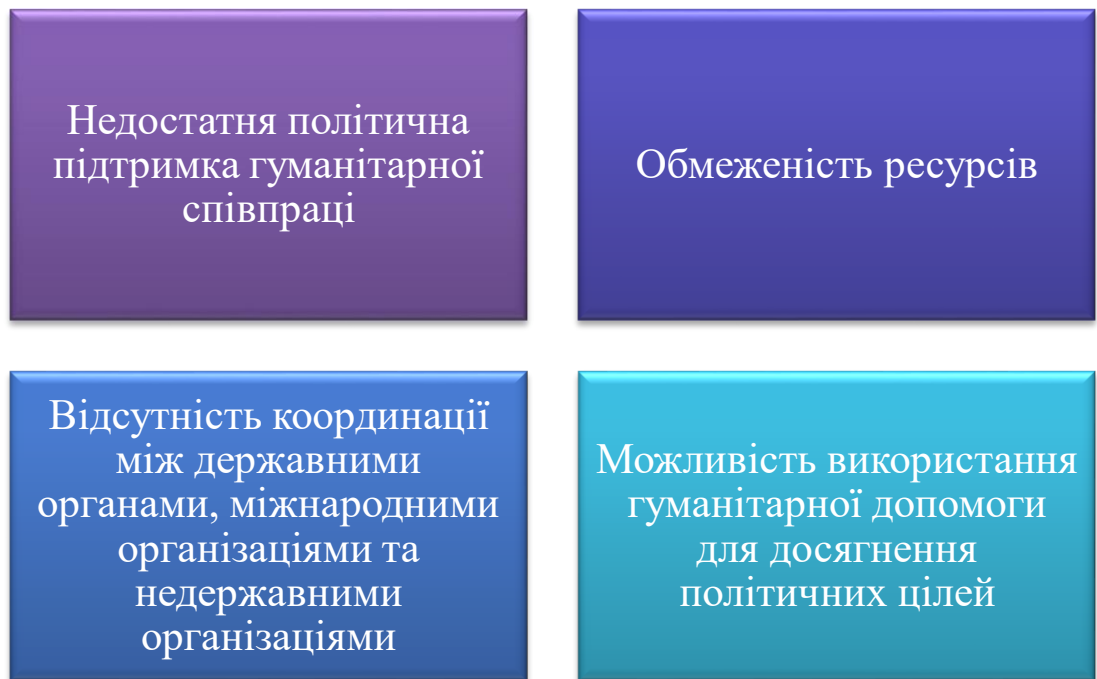 Недостатня політична
підтримка гуманітарної
співпраці
Обмеженість ресурсів
Відсутність координації
між державними
органами, міжнародними
організаціями та
недержавними
організаціями
Можливість використання
гуманітарної допомоги
для досягнення
політичних цілей